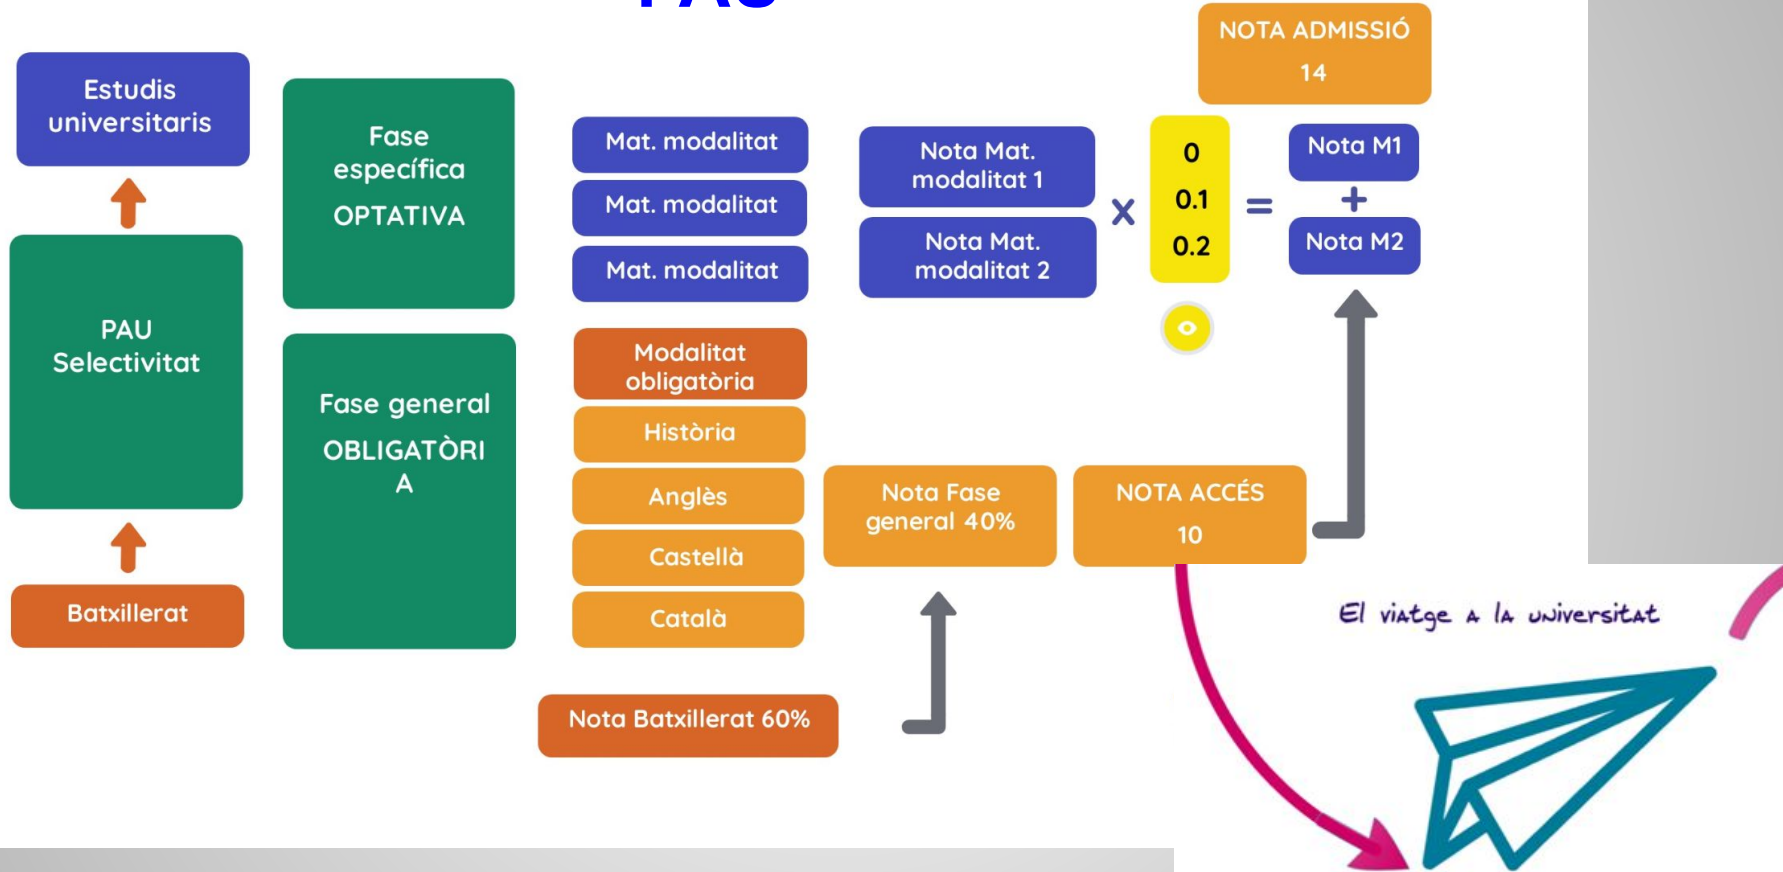 PAU
Estudis
universitaris
PAU
Selectivitat
Batxillerat
Fase
específica
OPTATIVA
Fase general
OBLIGATÒRI
A
Mat. modalitat
Mat. modalitat
Mat. modalitat
Modalitat
obligatòria
Història
Anglès
Castellà
Català
Nota Batxillerat 60%
Nota Mat.
modalitat 1
Nota Mat.
modalitat 2
x
0
0.1
0.2
=
NOTA ADMISSIÓ
14
Nota M1
+
Nota M2
Nota Fase
general 40%
NOTA ACCÉS
10
El viatge a la universitat